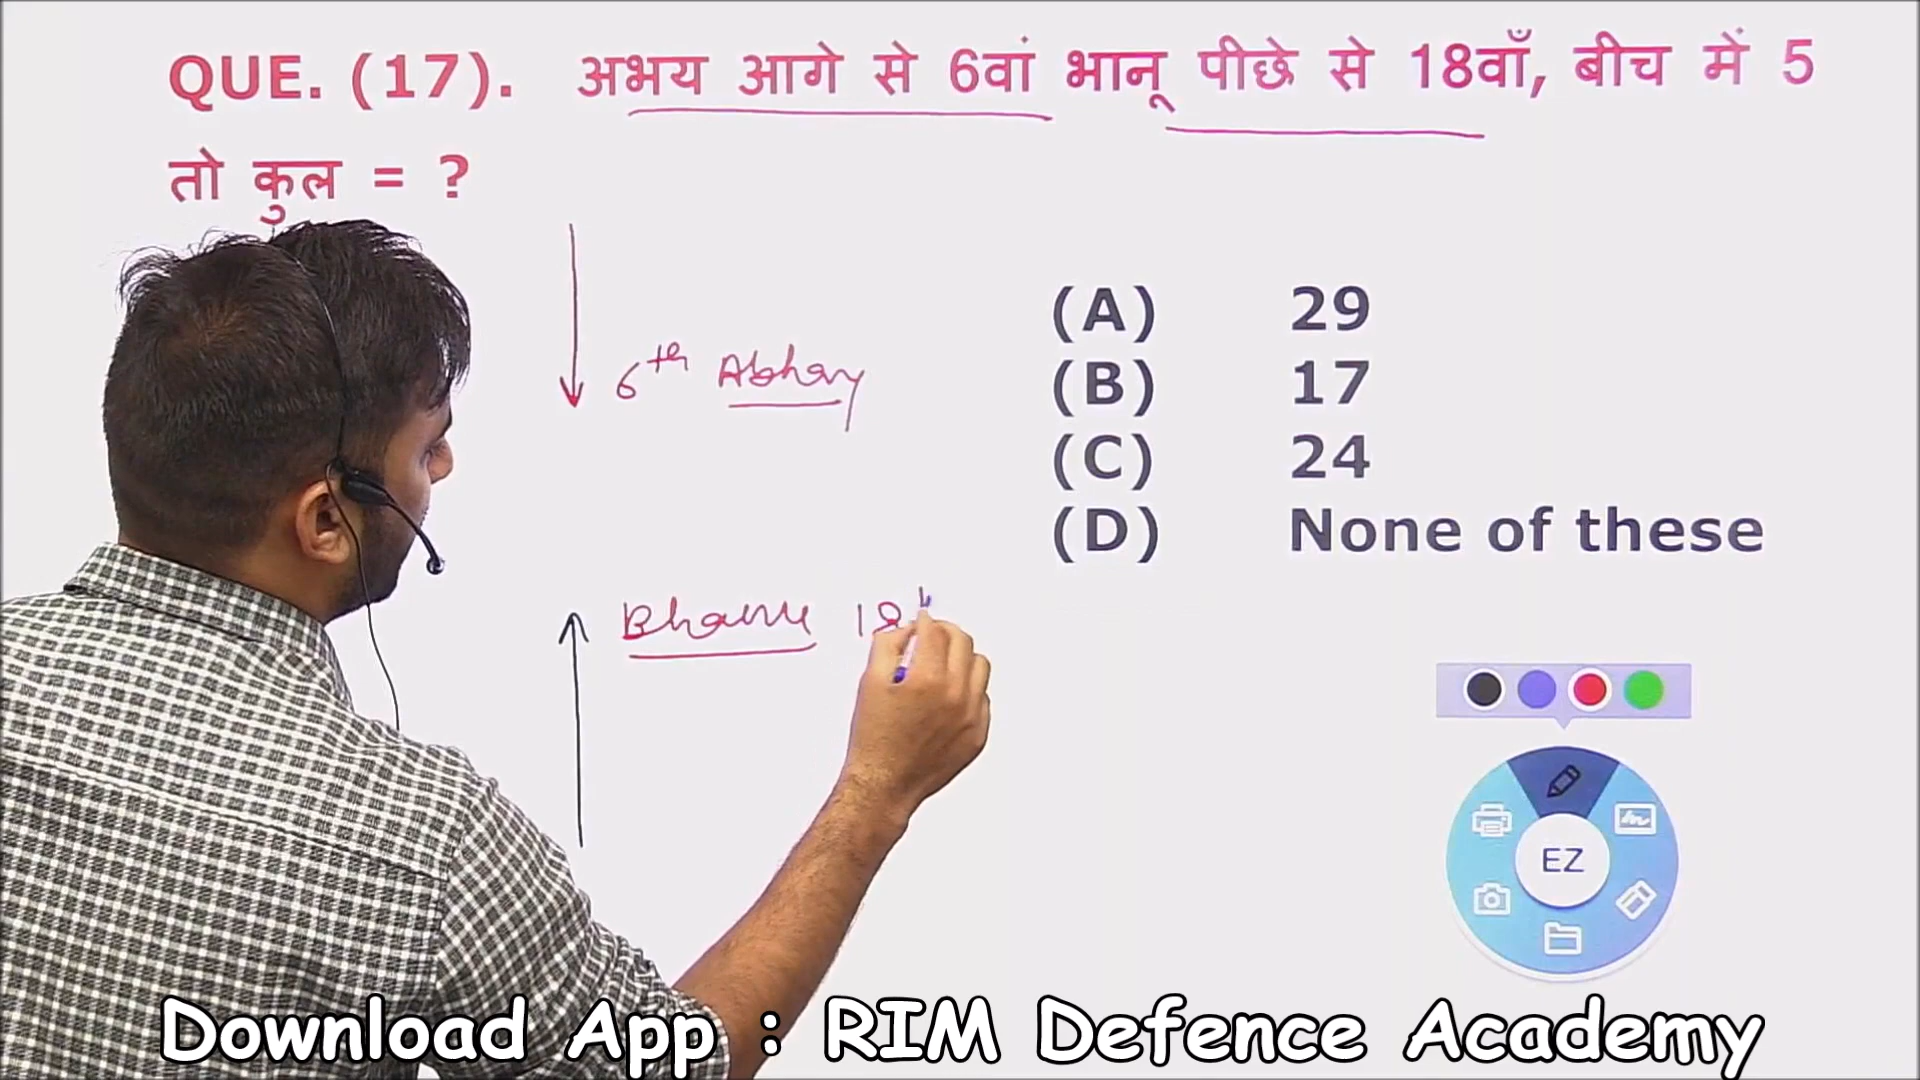 QUE. (17). अभय आगे से 6वां भानू पीछे से 18वाँ, बीच में 5
तो कुल = ?
(A) 29
(B) 17
(C) 24
(D) None of these
6th Abhay
Bhanu 18
EZ
Download App : RIM Defence Academy